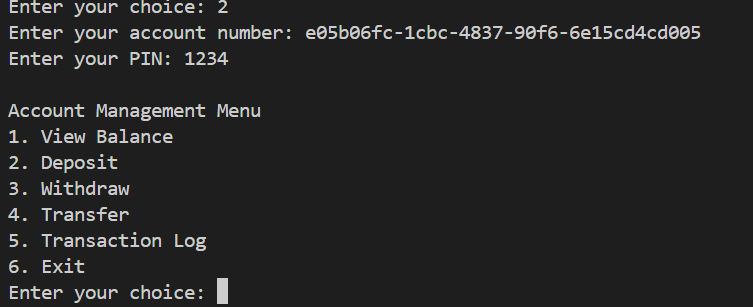 Enter your choice: 2
Enter your account number: e05b06fc-1cbc-4837-90f6-6e15cd4cd005
Enter your PIN: 1234
Account Management Menu
1. View Balance
2. Deposit
3. Withdraw
4. Transfer
5. Transaction Log
6. Exit
Enter your choice: